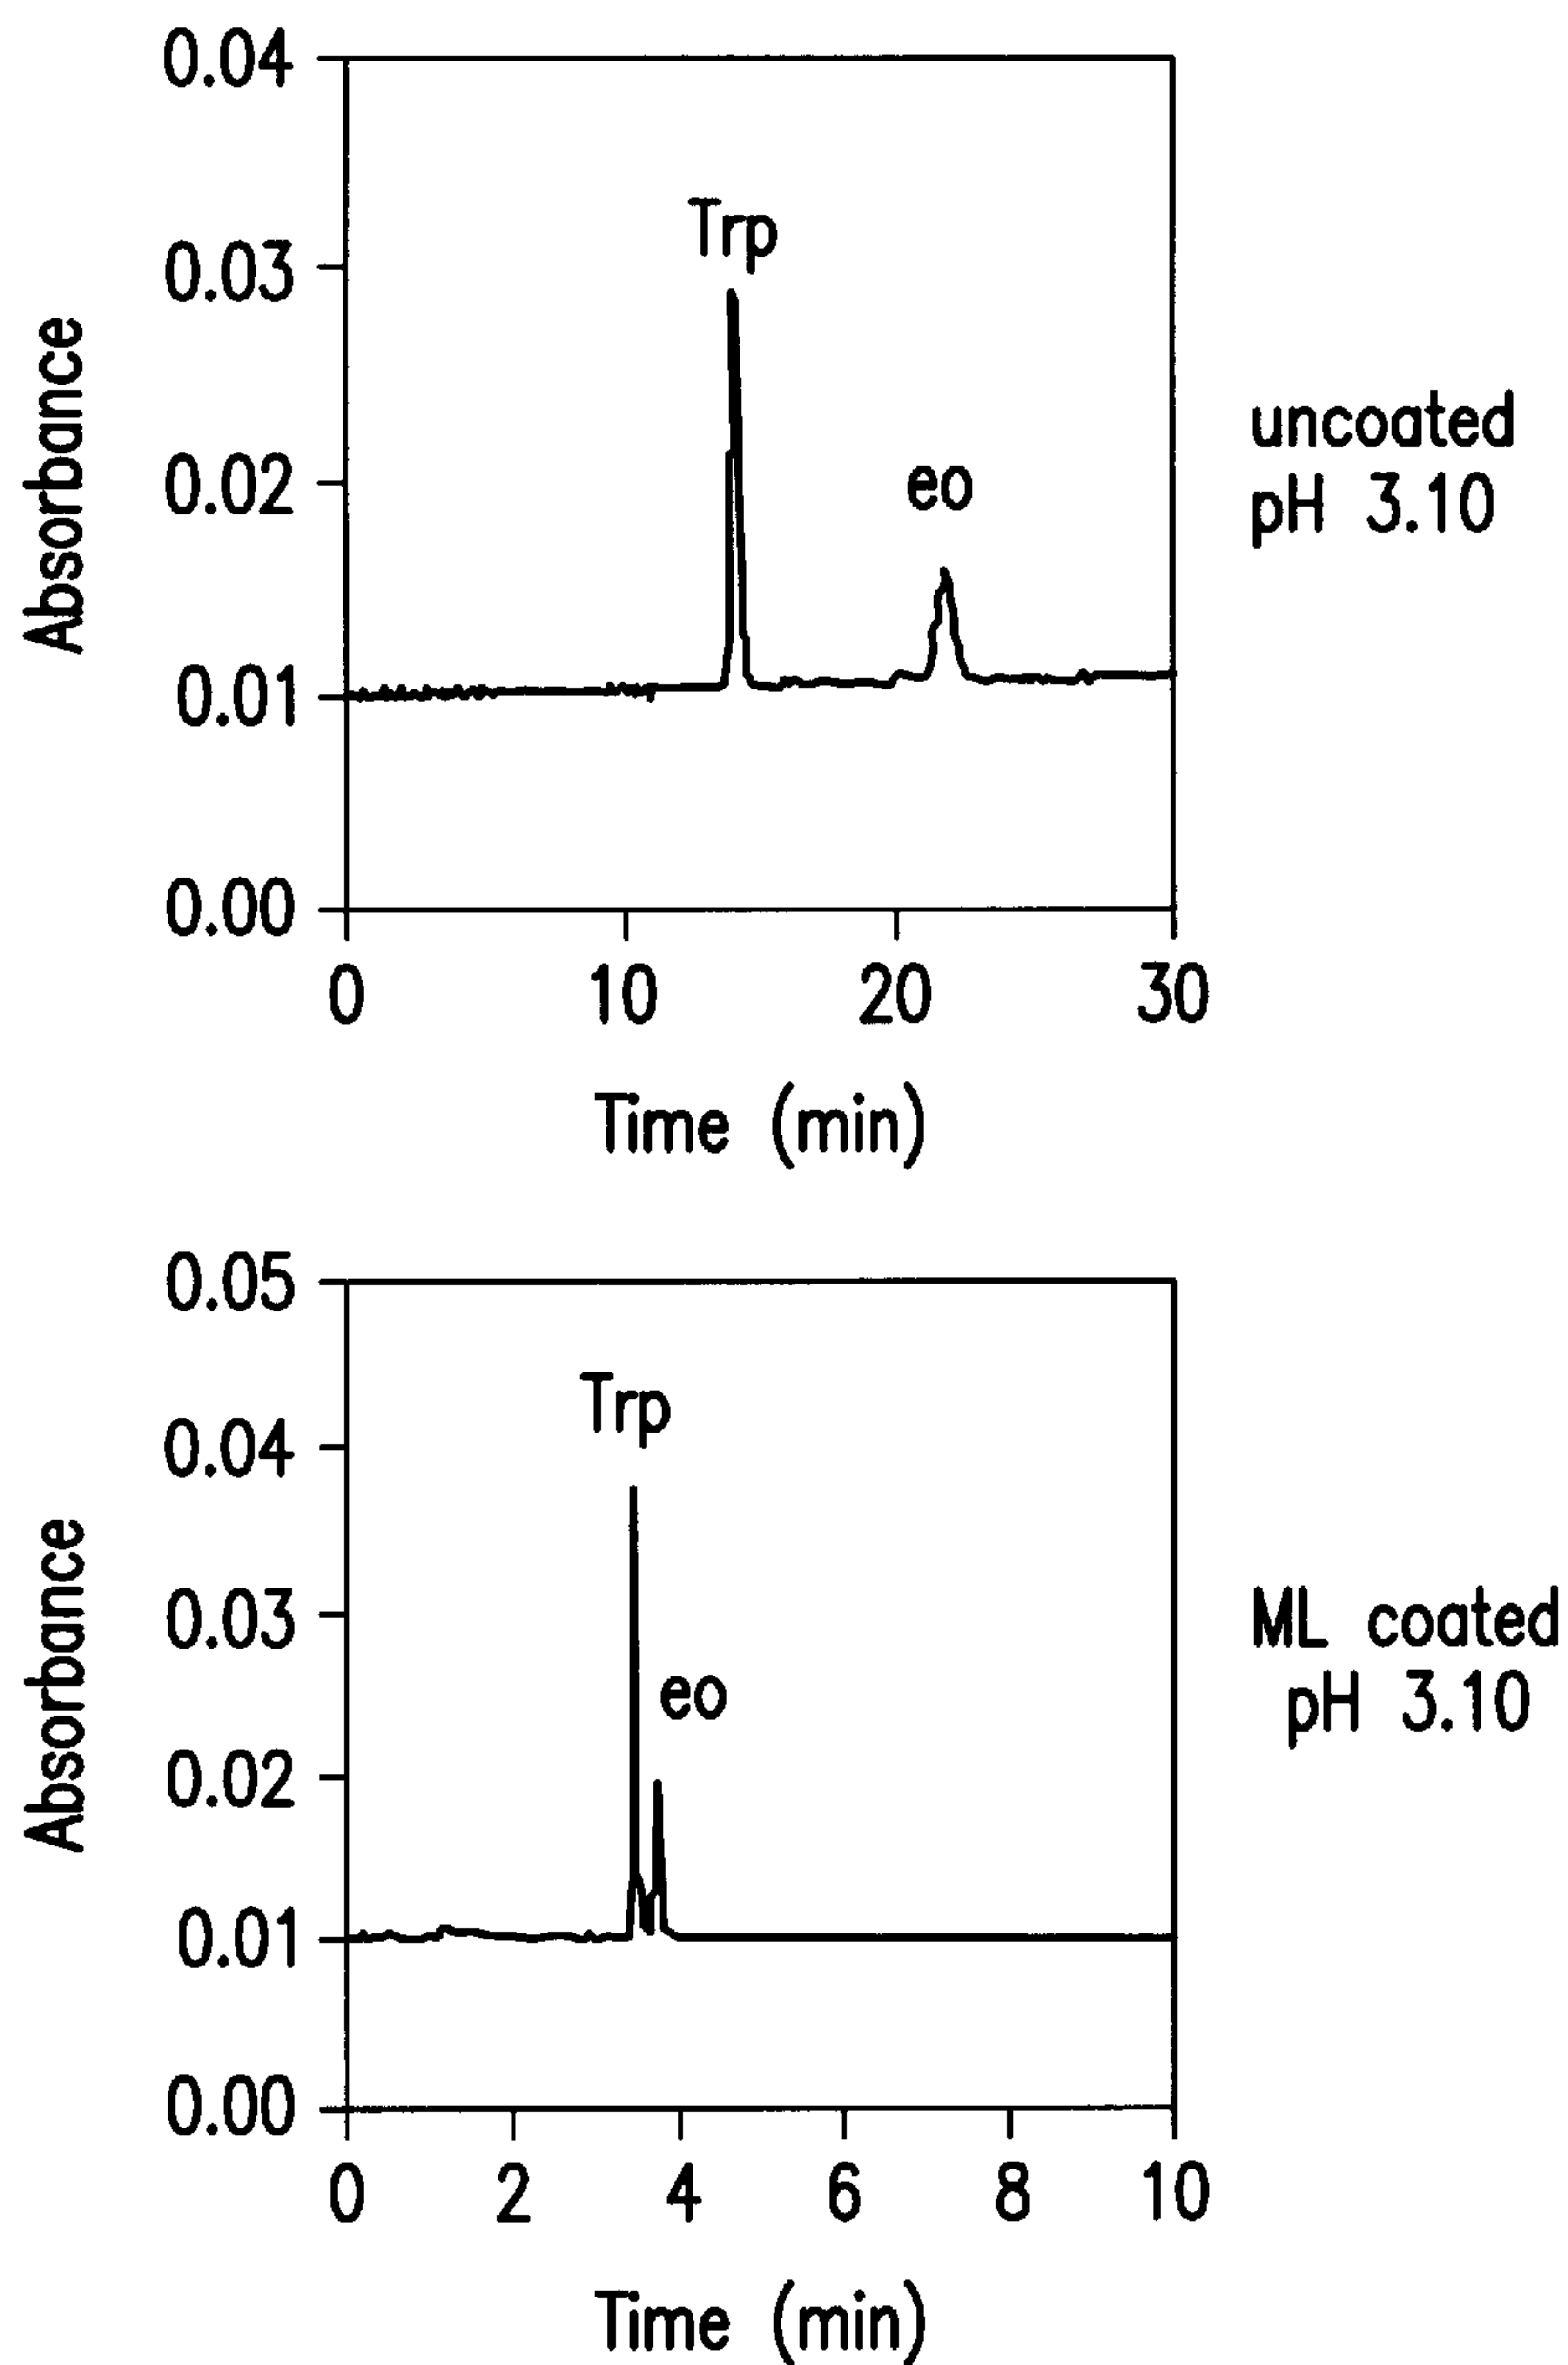 0.04
0.03
0.02
0.01
0.00
Absorbance
Trp
eo
uncoated
pH 3.10
0 10 20 30
Time (min)
0.05
0.04
0.03
0.02
0.01
0.00
Absorbance
Trp
eo
ML coated
pH 3.10
0 2 4 6 8 10
Time (min)